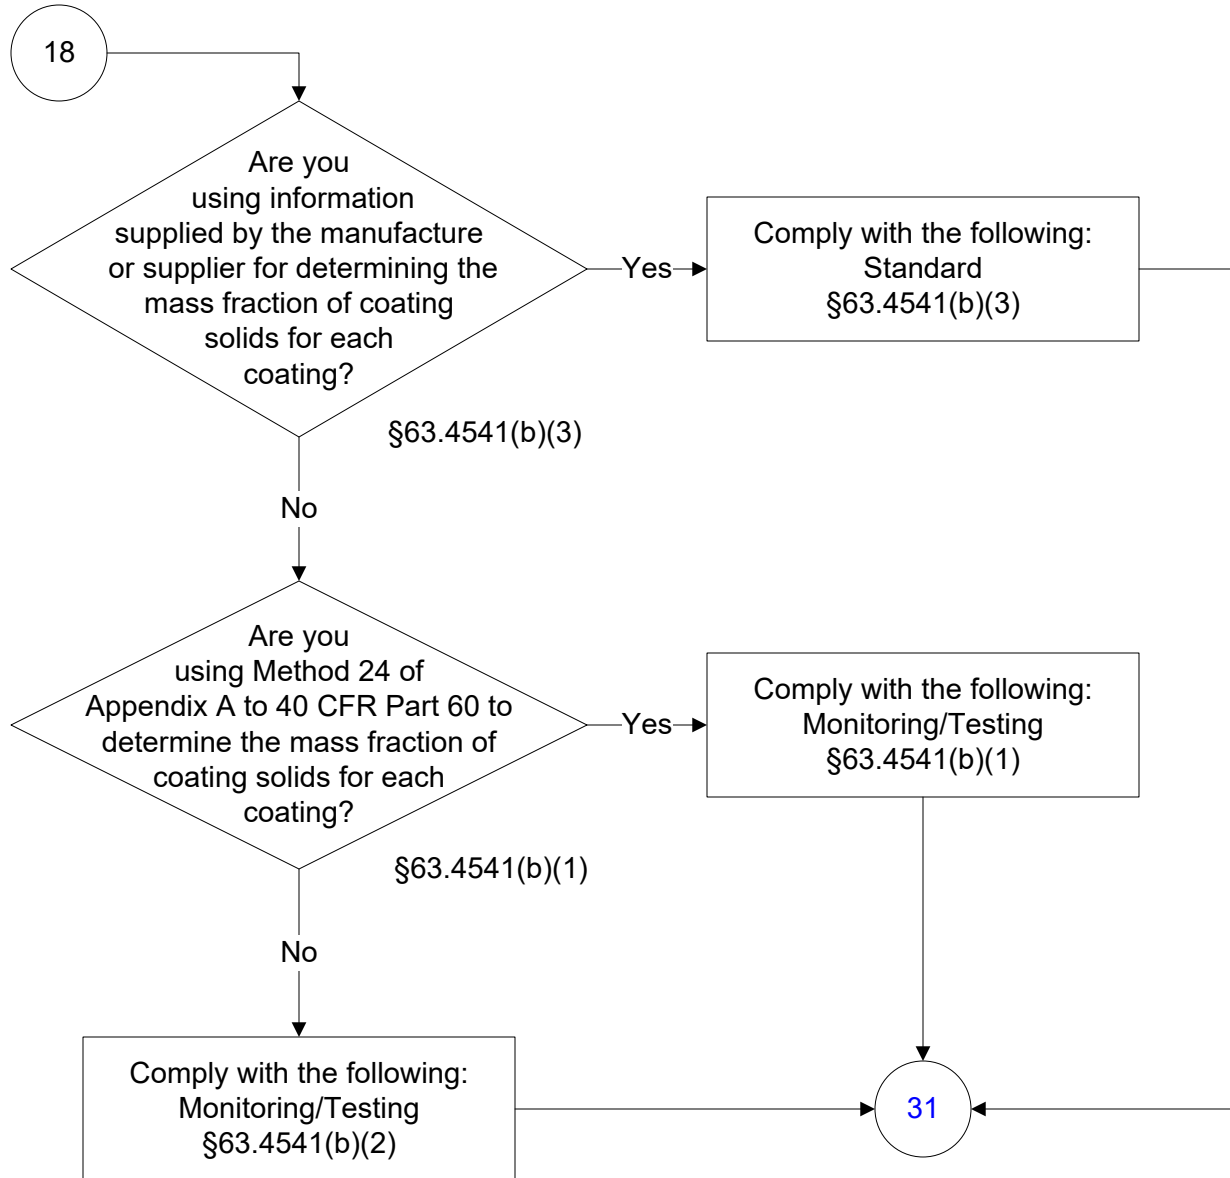 18
Are you
using information
supplied by the manufacture
or supplier for determining the
mass fraction of coating
solids for each
coating?
Yes
Comply with the following:
Standard
§63.4541(b)(3)
§63.4541(b)(3)
No
Are you
using Method 24 of
Appendix A to 40 CFR Part 60 to
determine the mass fraction of
coating solids for each
coating?
Yes
Comply with the following:
Monitoring/Testing
§63.4541(b)(1)
§63.4541(b)(1)
No
Comply with the following:
Monitoring/Testing
§63.4541(b)(2)
31